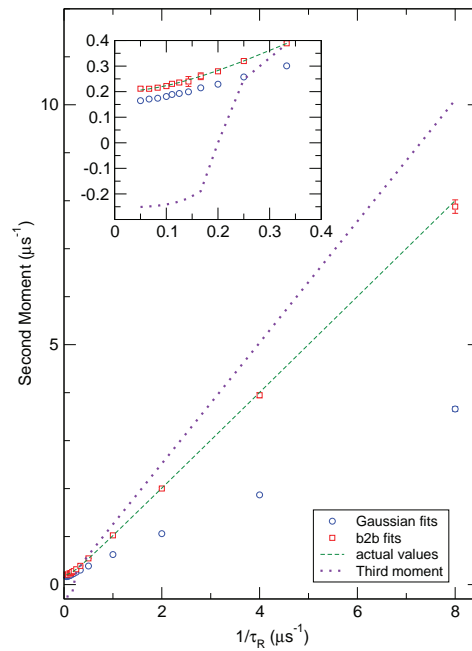 0.4
0.3
0.2
0.1
0
-0.1
-0.2
0 0.1 0.2 0.3 0.4
10
5
0
Second Moment (μs⁻¹)
Gaussian fits
b2b fits
actual values
Third moment
0 2 4 6 8
1/τR (μs⁻¹)